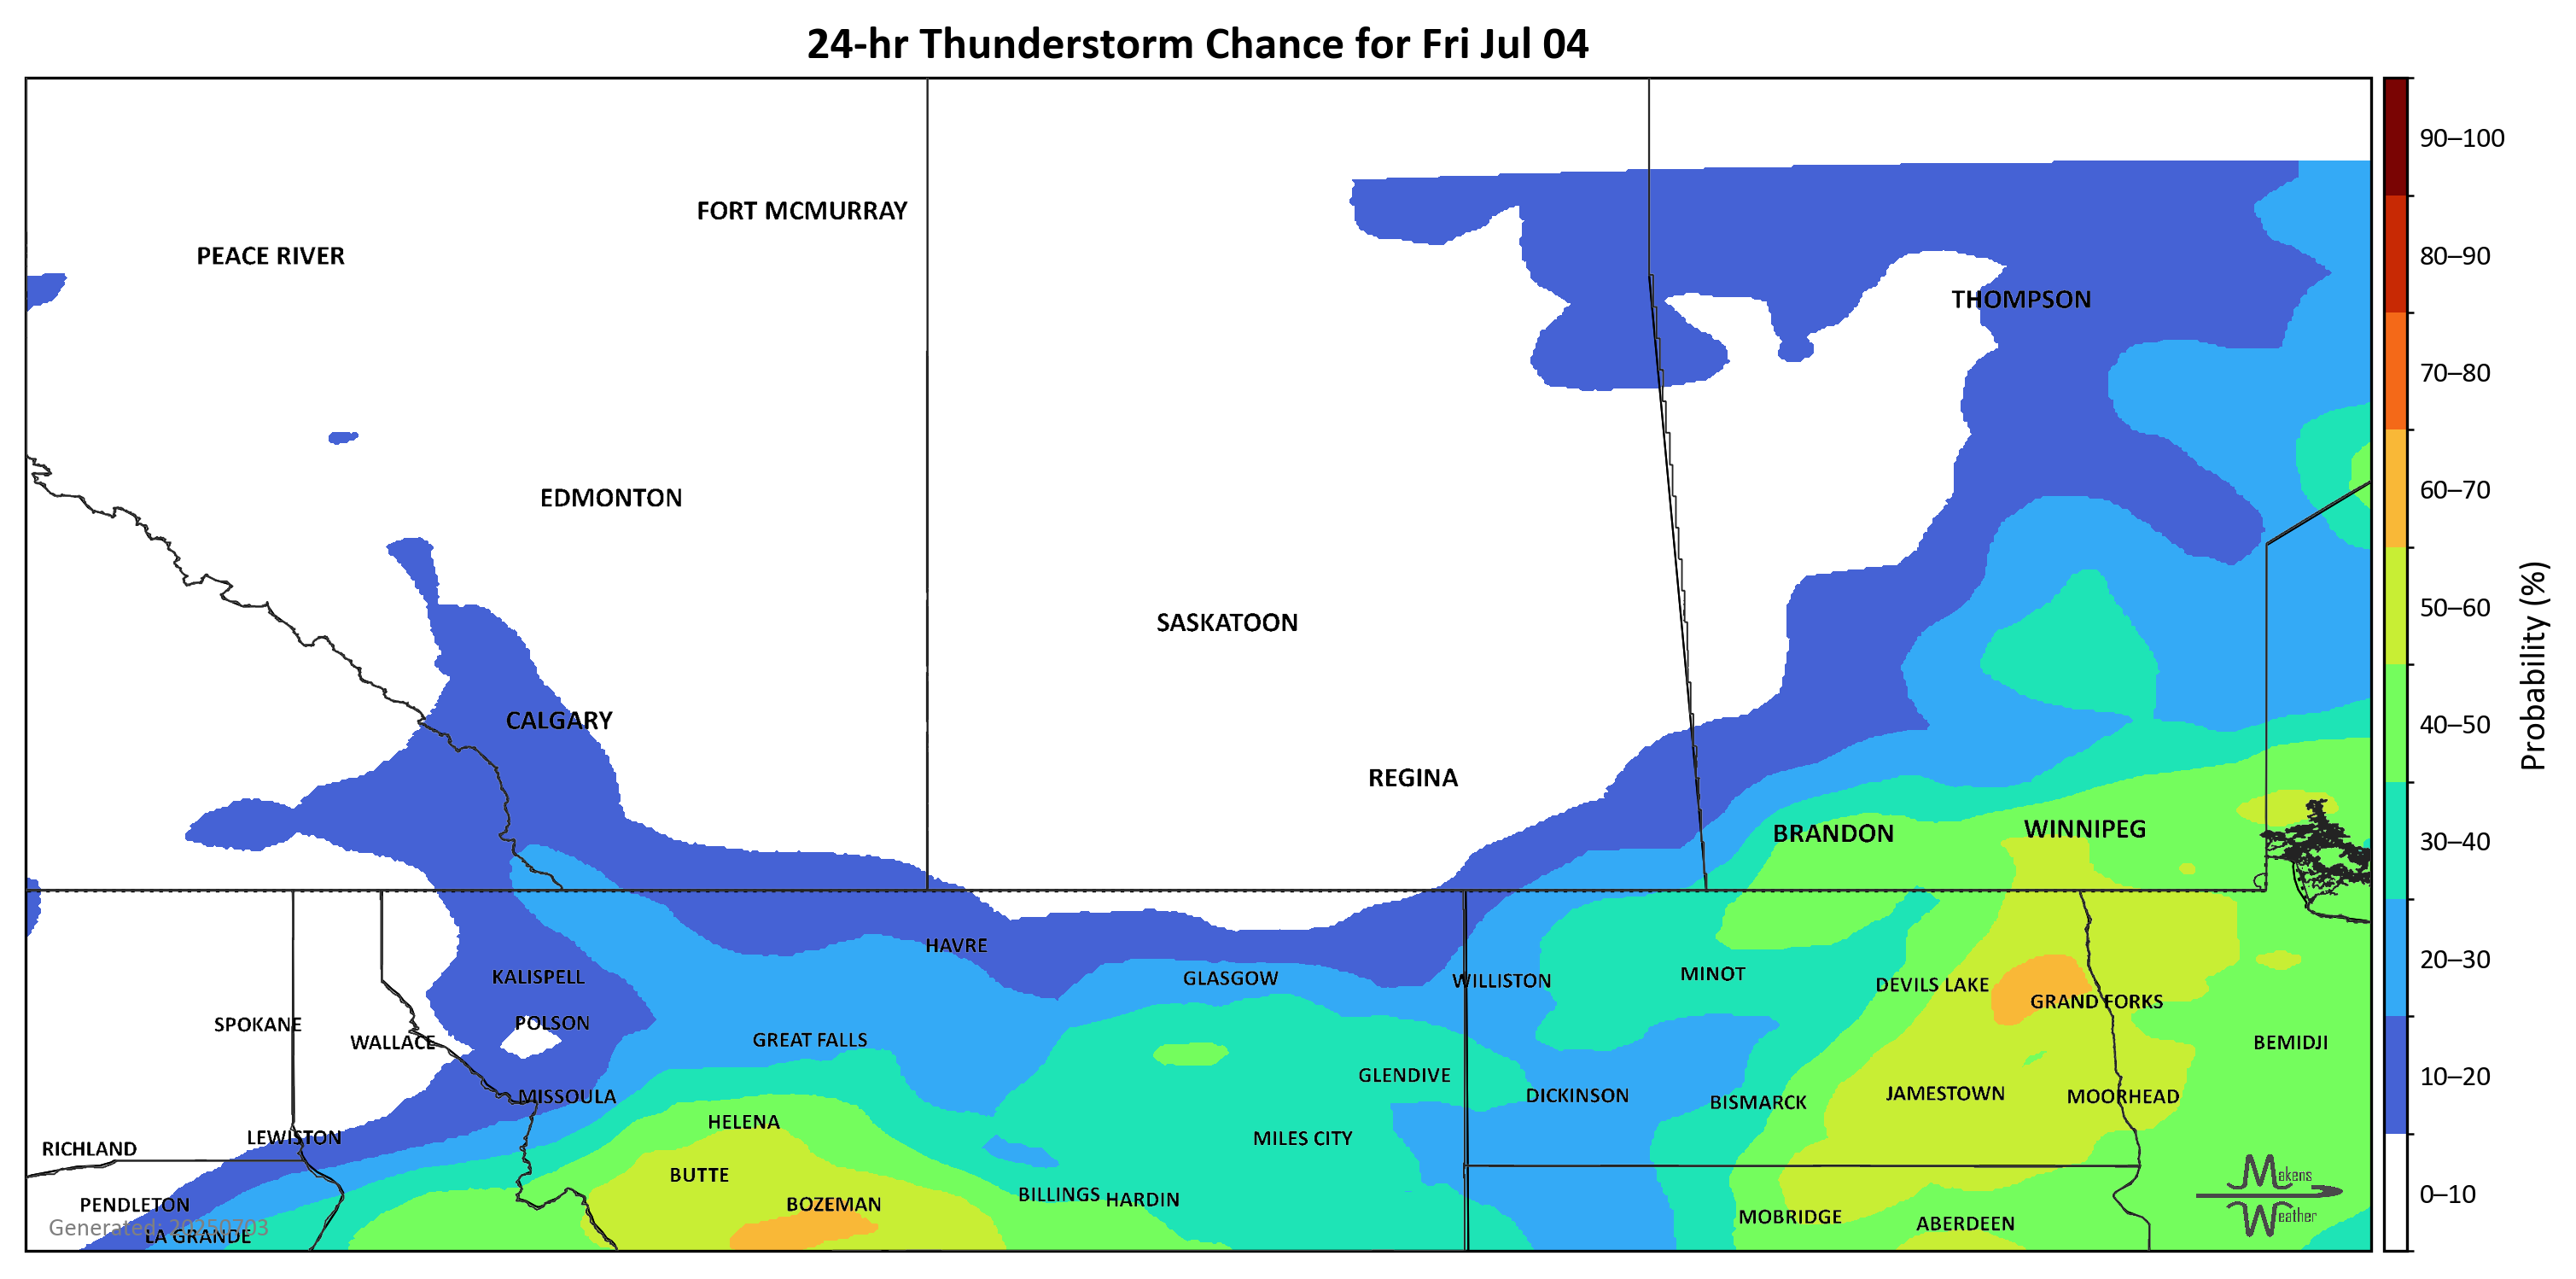 24-hr Thunderstorm Chance for Fri Jul 04
90–100
FORT MCMURRAY
PEACE RIVER
80–90
THOMPSON
70–80
60–70
EDMONTON
50–60
SASKATOON
Probability (%)
CALGARY
40–50
REGINA
WINNIPEG
BRANDON
30–40
HAVRE
20–30
MINOT
KALISPELL
GLASGOW
WILLISTON
DEVILS LAKE
GRAND FORKS
POLSON
SPOKANE
GREAT FALLS
WALLACE
BEMIDJI
GLENDIVE
10–20
JAMESTOWN
DICKINSON
MISSOULA
MOORHEAD
BISMARCK
HELENA
LEWISTON
MILES CITY
RICHLAND
BUTTE
Makens
Weather
BILLINGS
HARDIN
0–10
PENDLETON
BOZEMAN
MOBRIDGE
ABERDEEN
Generated: 20250703
LA GRANDE